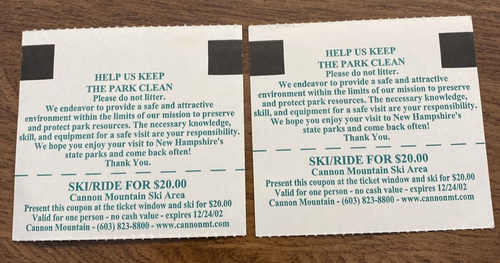 HELP US KEEP
THE PARK CLEAN
Please do not litter.
We endeavor to provide a safe and attractive
environment within the limits of our mission to preserve
and protect park resources. The necessary knowledge,
skill, and equipment for a safe visit are your responsibility.
We hope you enjoy your visit to New Hampshire's
state parks and come back often!
Thank You.
SKI/RIDE FOR $20.00
Cannon Mountain Ski Area
Present this coupon at the ticket window and ski for $20.00
Valid for one person - no cash value - expires 12/24/02
Cannon Mountain - (603) 823-8800 - www.cannonmt.com
HELP US KEEP
THE PARK CLEAN
Please do not litter.
We endeavor to provide a safe and attractive
environment within the limits of our mission to preserve
and protect park resources. The necessary knowledge,
skill, and equipment for a safe visit are your responsibility.
We hope you enjoy your visit to New Hampshire's
state parks and come back often!
Thank You.
SKI/RIDE FOR $20.00
Cannon Mountain Ski Area
Present this coupon at the ticket window and ski for $20.00
Valid for one person - no cash value - expires 12/24/02
Cannon Mountain - (603) 823-8800 - www.cannonmt.com